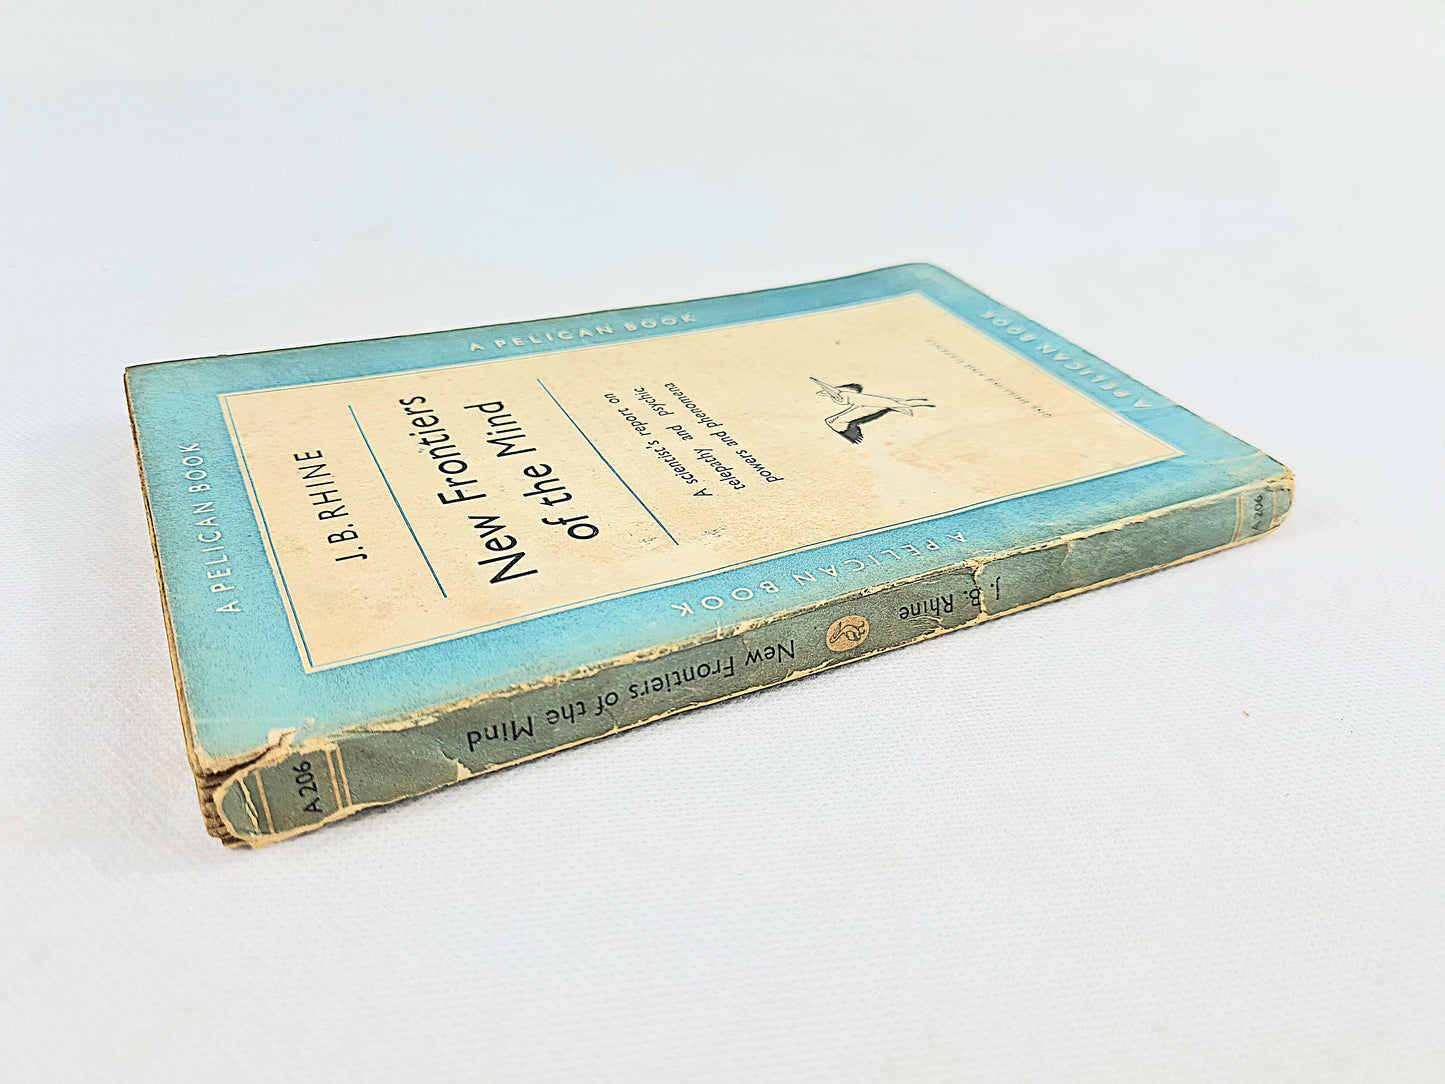 A PELICAN BOOK
J. B. RHINE
New Frontiers
of the Mind
A scientist's report on
telepathy and psychic
powers and phenomena
A PELICAN BOOK
A PELICAN BOOK
A PELICAN BOOK
A 206
J. B. Rhine
New Frontiers of the Mind
A 206